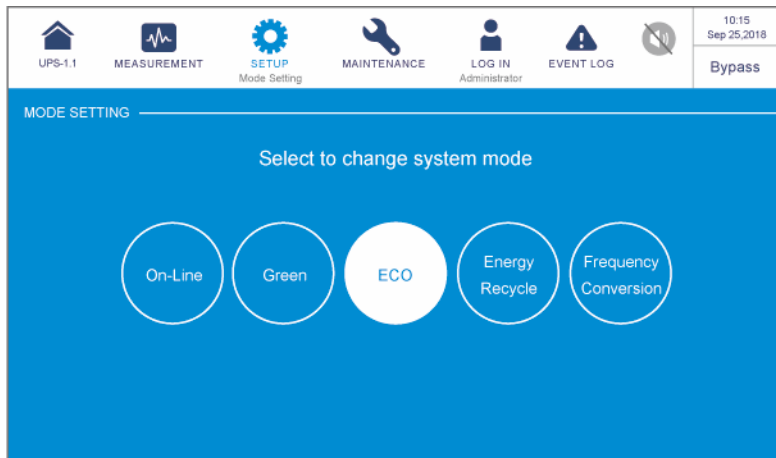 10:15
Sep 25,2018
UPS-1.1
MEASUREMENT
SETUP
Mode Setting
MAINTENANCE
LOG IN
Administrator
EVENT LOG
Bypass
MODE SETTING
Select to change system mode
On-Line
Green
ECO
Energy
Recycle
Frequency
Conversion